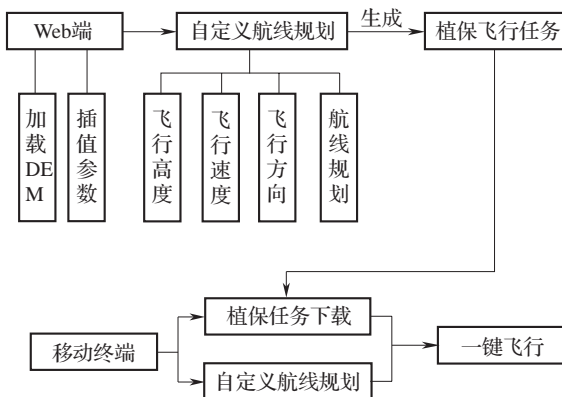 Web端
自定义航线规划
生成
植保飞行任务
加载DEM
插值参数
飞行高度
飞行速度
飞行方向
航线规划
植保任务下载
移动终端
一键飞行
自定义航线规划